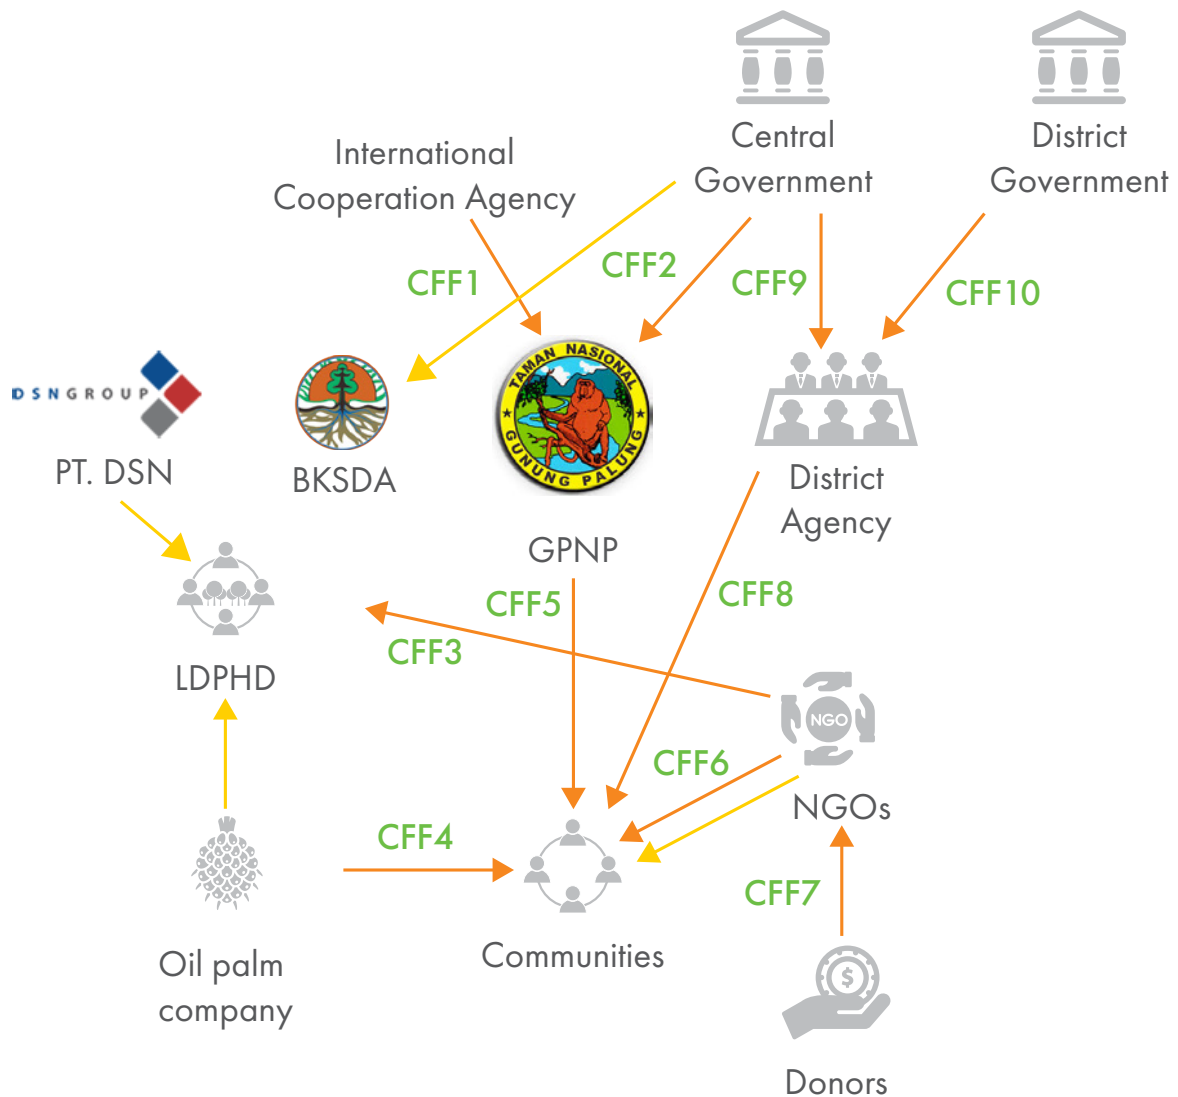 Central
Government
District
Government
International
Cooperation Agency
CFF1
CFF2
CFF9
CFF10
DSNGROUP
PT. DSN
BKSDA
TAMAN NASIONAL
GUNUNG PALUNG
GPNP
District
Agency
CFF5
CFF8
CFF3
LDPHD
NGO
NGOs
CFF6
CFF4
CFF7
Communities
Oil palm
company
$
Donors